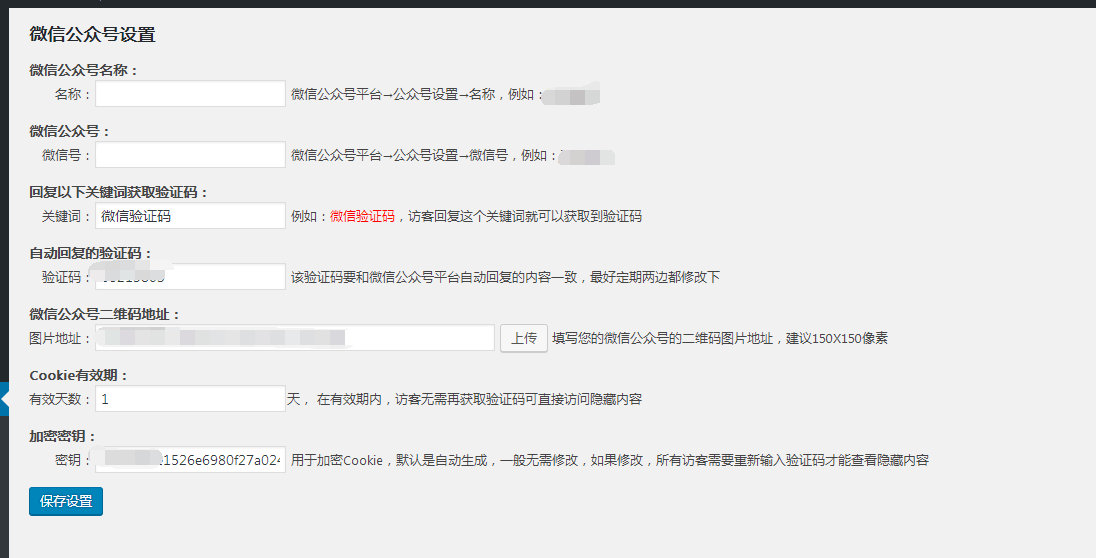 微信公众号设置
微信公众号名称：
名称： 微信公众号平台→公众号设置→名称，例如：
微信公众号：
微信号： 微信公众号平台→公众号设置→微信号，例如：
回复以下关键词获取验证码：
关键词： 微信验证码 例如：微信验证码，访客回复这个关键词就可以获取到验证码
自动回复的验证码：
验证码： 该验证码要和微信公众号平台自动回复的内容一致，最好定期两边都修改下
微信公众号二维码地址：
图片地址： 上传 填写您的微信公众号的二维码图片地址，建议150X150像素
Cookie有效期：
有效天数： 1 天， 在有效期内，访客无需再获取验证码可直接访问隐藏内容
加密密钥：
密钥： 1526e6980f27a024 用于加密Cookie，默认是自动生成，一般无需修改，如果修改，所有访客需要重新输入验证码才能查看隐藏内容
保存设置